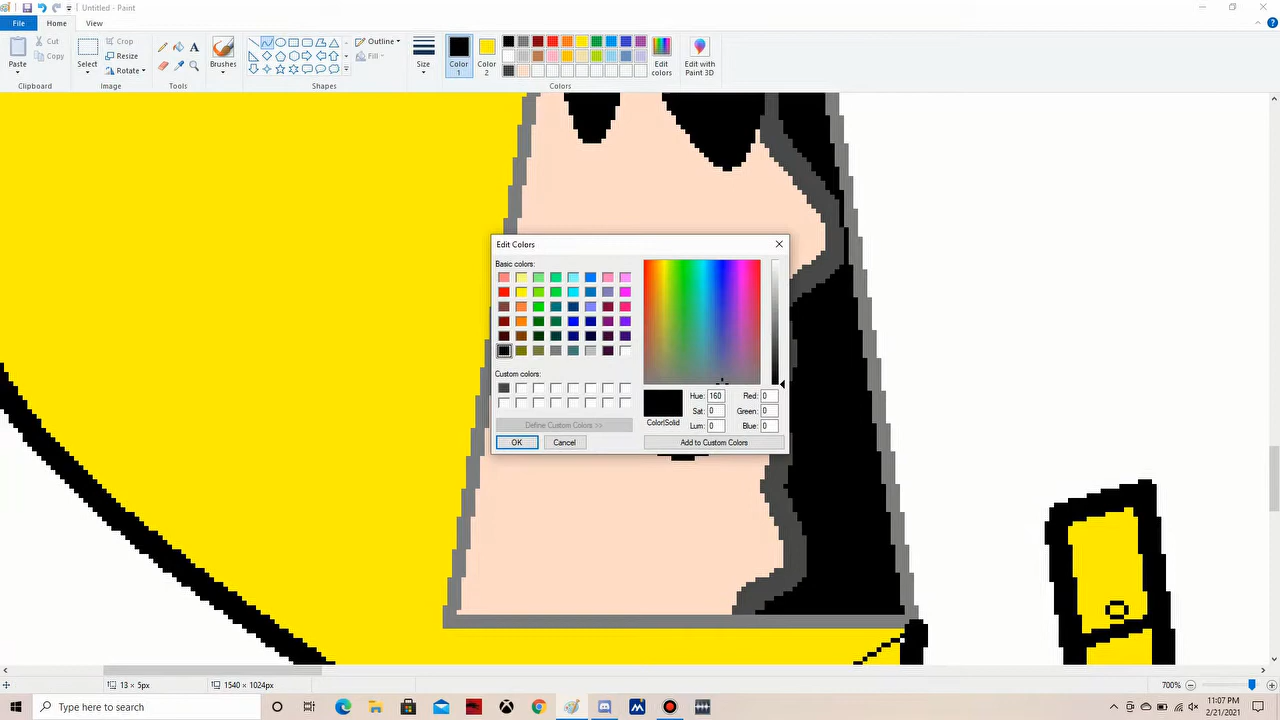 Untitled - Paint
File Home View
Paste
Cut
Copy
Clipboard
Select
Crop
Resize
Rotate
Image
A
Tools
Brushes
Outline
Fill
Shapes
Size
Color 1
Color 2
Edit colors
Edit with Paint 3D
Colors
Edit Colors
Basic colors:
Custom colors:
Define Custom Colors >>
OK Cancel
Color|Solid
Hue: 160 Red: 0
Sat: 0 Green: 0
Lum: 0 Blue: 0
Add to Custom Colors
13 × 5px
1540 × 1024px
700%
Type here to search
11:07 PM
2/21/2021